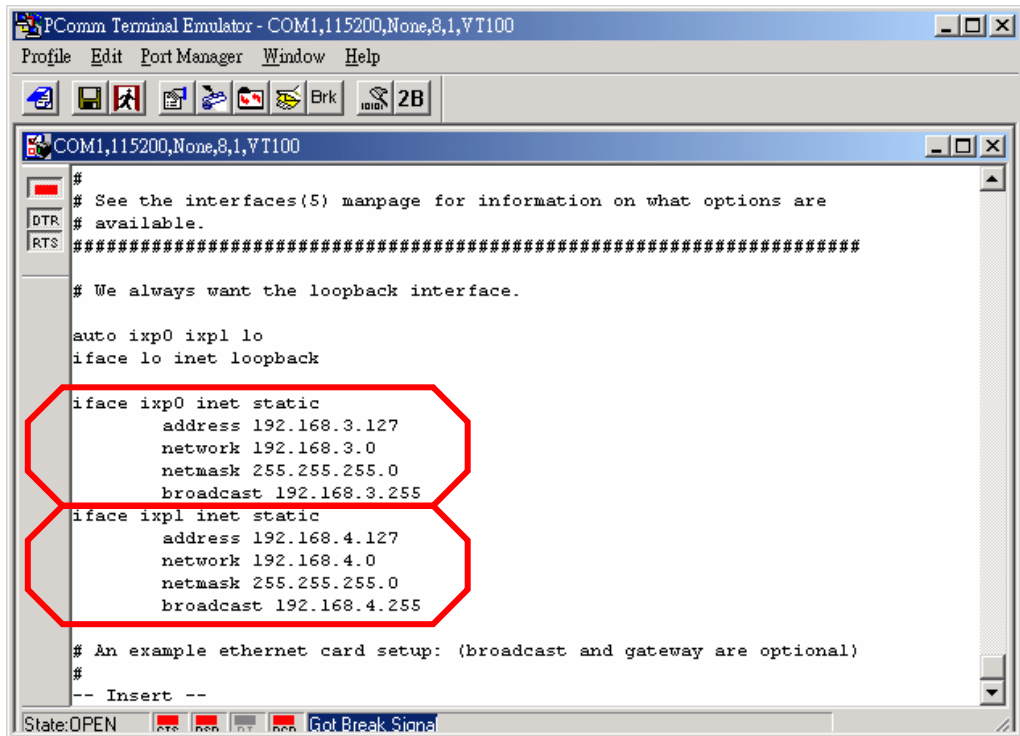 PComm Terminal Emulator - COM1,115200,None,8,1,VT100
Profile Edit Port Manager Window Help
Brk 2B
COM1,115200,None,8,1,VT100
DTR
RTS
#
# See the interfaces(5) manpage for information on what options are
# available.
######################################################################
# We always want the loopback interface.
auto ixp0 ixp1 lo
iface lo inet loopback
iface ixp0 inet static
address 192.168.3.127
network 192.168.3.0
netmask 255.255.255.0
broadcast 192.168.3.255
iface ixp1 inet static
address 192.168.4.127
network 192.168.4.0
netmask 255.255.255.0
broadcast 192.168.4.255
# An example ethernet card setup: (broadcast and gateway are optional)
#
-- Insert --
State:OPEN CTS DSR RI DCD Got Break Signal